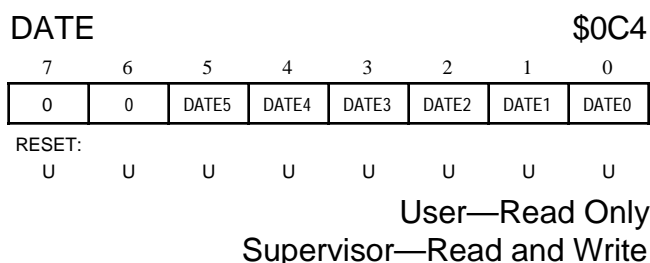 DATE $0C4
7 6 5 4 3 2 1 0
0 0 DATE5 DATE4 DATE3 DATE2 DATE1 DATE0
RESET:
U U U U U U U U
User—Read Only
Supervisor—Read and Write